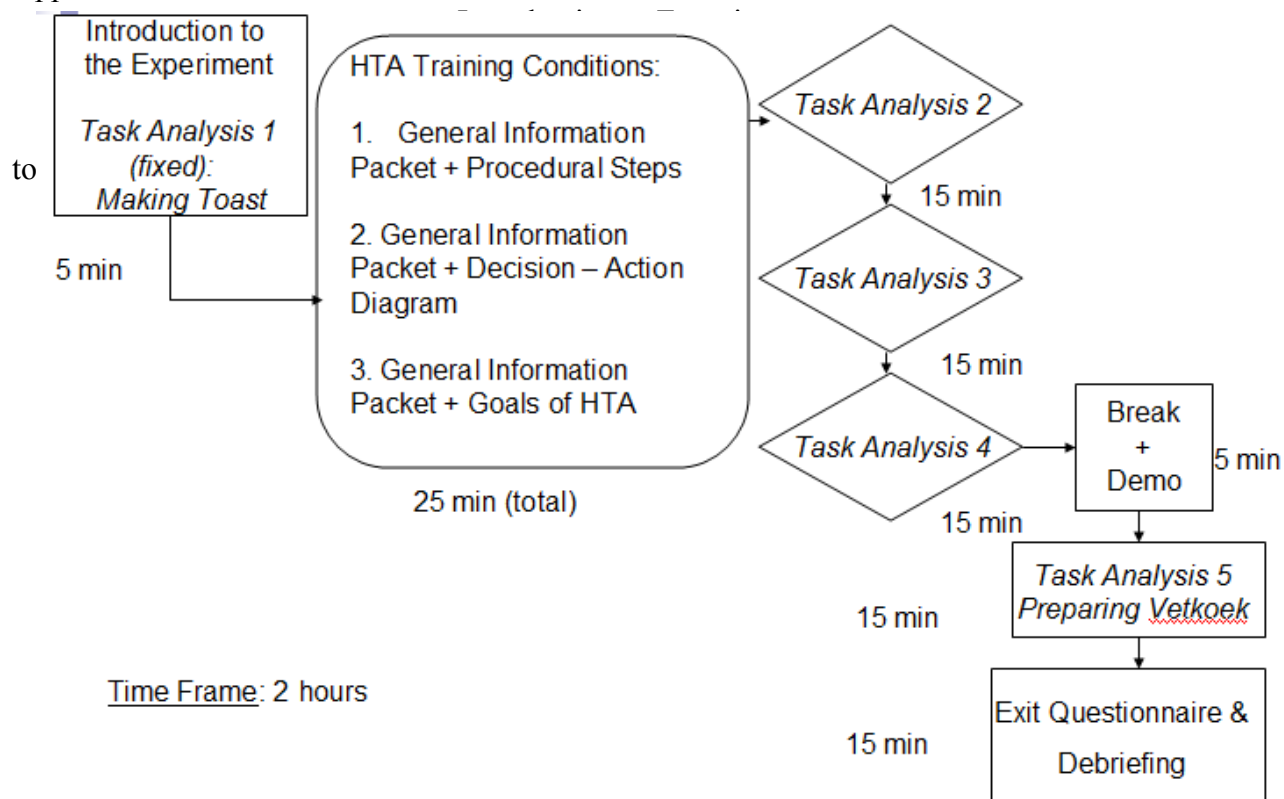 Introduction to
the Experiment
Task Analysis 1
(fixed):
Making Toast
to
5 min
HTA Training Conditions:
1. General Information
Packet + Procedural Steps
2. General Information
Packet + Decision – Action
Diagram
3. General Information
Packet + Goals of HTA
25 min (total)
Task Analysis 2
15 min
Task Analysis 3
15 min
Task Analysis 4
15 min
Break
+
Demo
5 min
Task Analysis 5
Preparing Vetkoek
15 min
Exit Questionnaire &
Debriefing
15 min
Time Frame: 2 hours